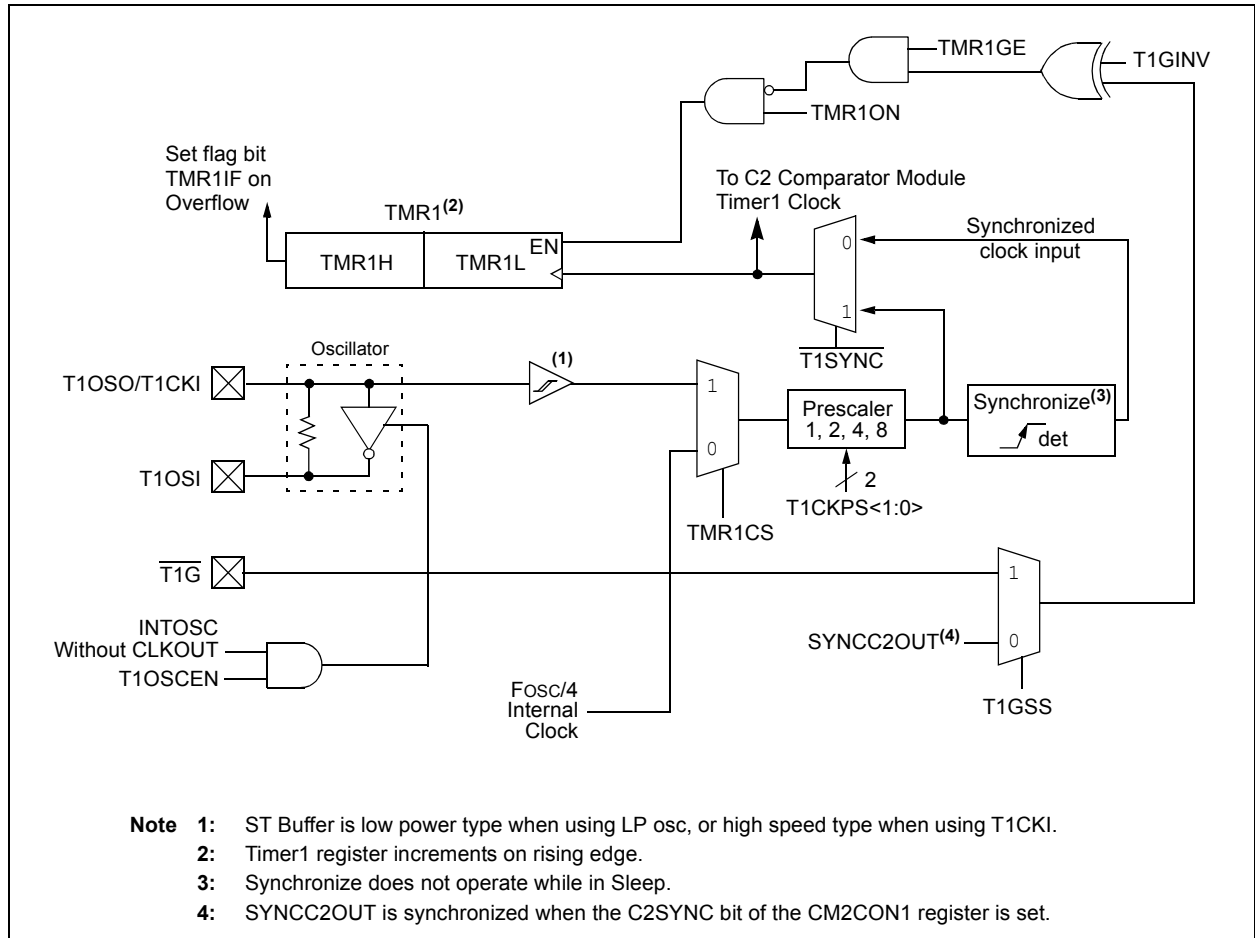 TMR1GE
T1GINV
TMR1ON
Set flag bit
TMR1IF on
Overflow
To C2 Comparator Module
Timer1 Clock
TMR1(2)
EN
TMR1H
TMR1L
0
Synchronized
clock input
1
T1SYNC
Oscillator
(1)
T1OSO/T1CKI
1
Prescaler
1, 2, 4, 8
Synchronize(3)
det
0
T1OSI
2
T1CKPS<1:0>
TMR1CS
T1G
1
INTOSC
Without CLKOUT
T1OSCEN
SYNCC2OUT(4)
0
FOSC/4
Internal
Clock
T1GSS
Note 1: ST Buffer is low power type when using LP osc, or high speed type when using T1CKI.
2: Timer1 register increments on rising edge.
3: Synchronize does not operate while in Sleep.
4: SYNCC2OUT is synchronized when the C2SYNC bit of the CM2CON1 register is set.